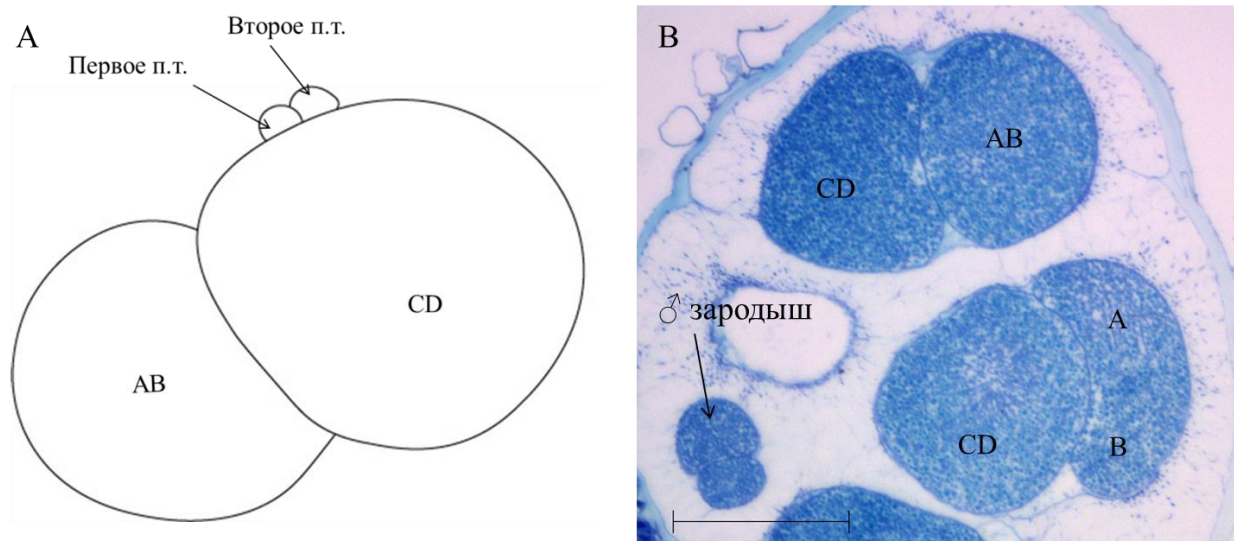 A
Второе п.т.
Первое п.т.
AB
CD
B
CD
AB
♂ зародыш
A
CD
B